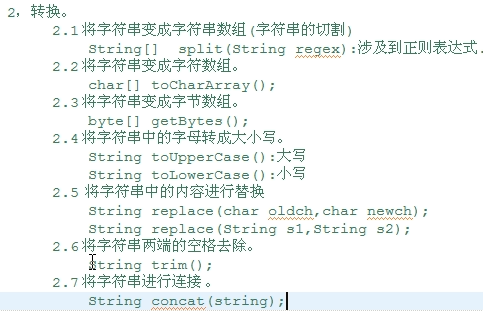 2，转换。
2.1将字符串变成字符串数组(字符串的切割)
String[]  split(String regex):涉及到正则表达式.
2.2将字符串变成字符数组。
char[] toCharArray();
2.3将字符串变成字节数组。
byte[] getBytes();
2.4将字符串中的字母转成大小写。
String toUpperCase():大写
String toLowerCase():小写
2.5 将字符串中的内容进行替换
String replace(char oldch,char newch);
String replace(String s1,String s2);
2.6将字符串两端的空格去除。
String trim();
2.7将字符串进行连接 。
String concat(string);